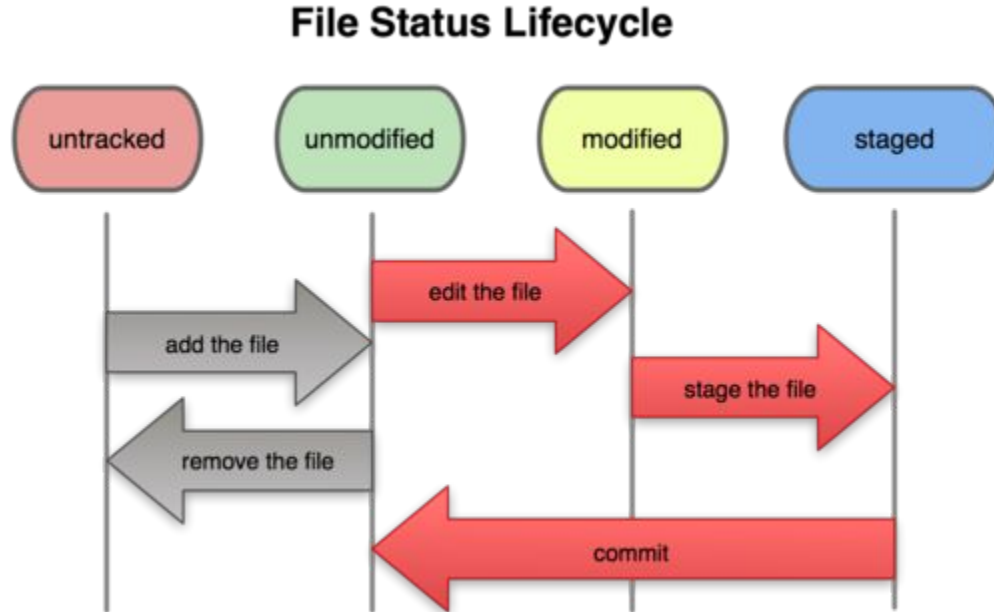 File Status Lifecycle
untracked
unmodified
modified
staged
edit the file
add the file
stage the file
remove the file
commit